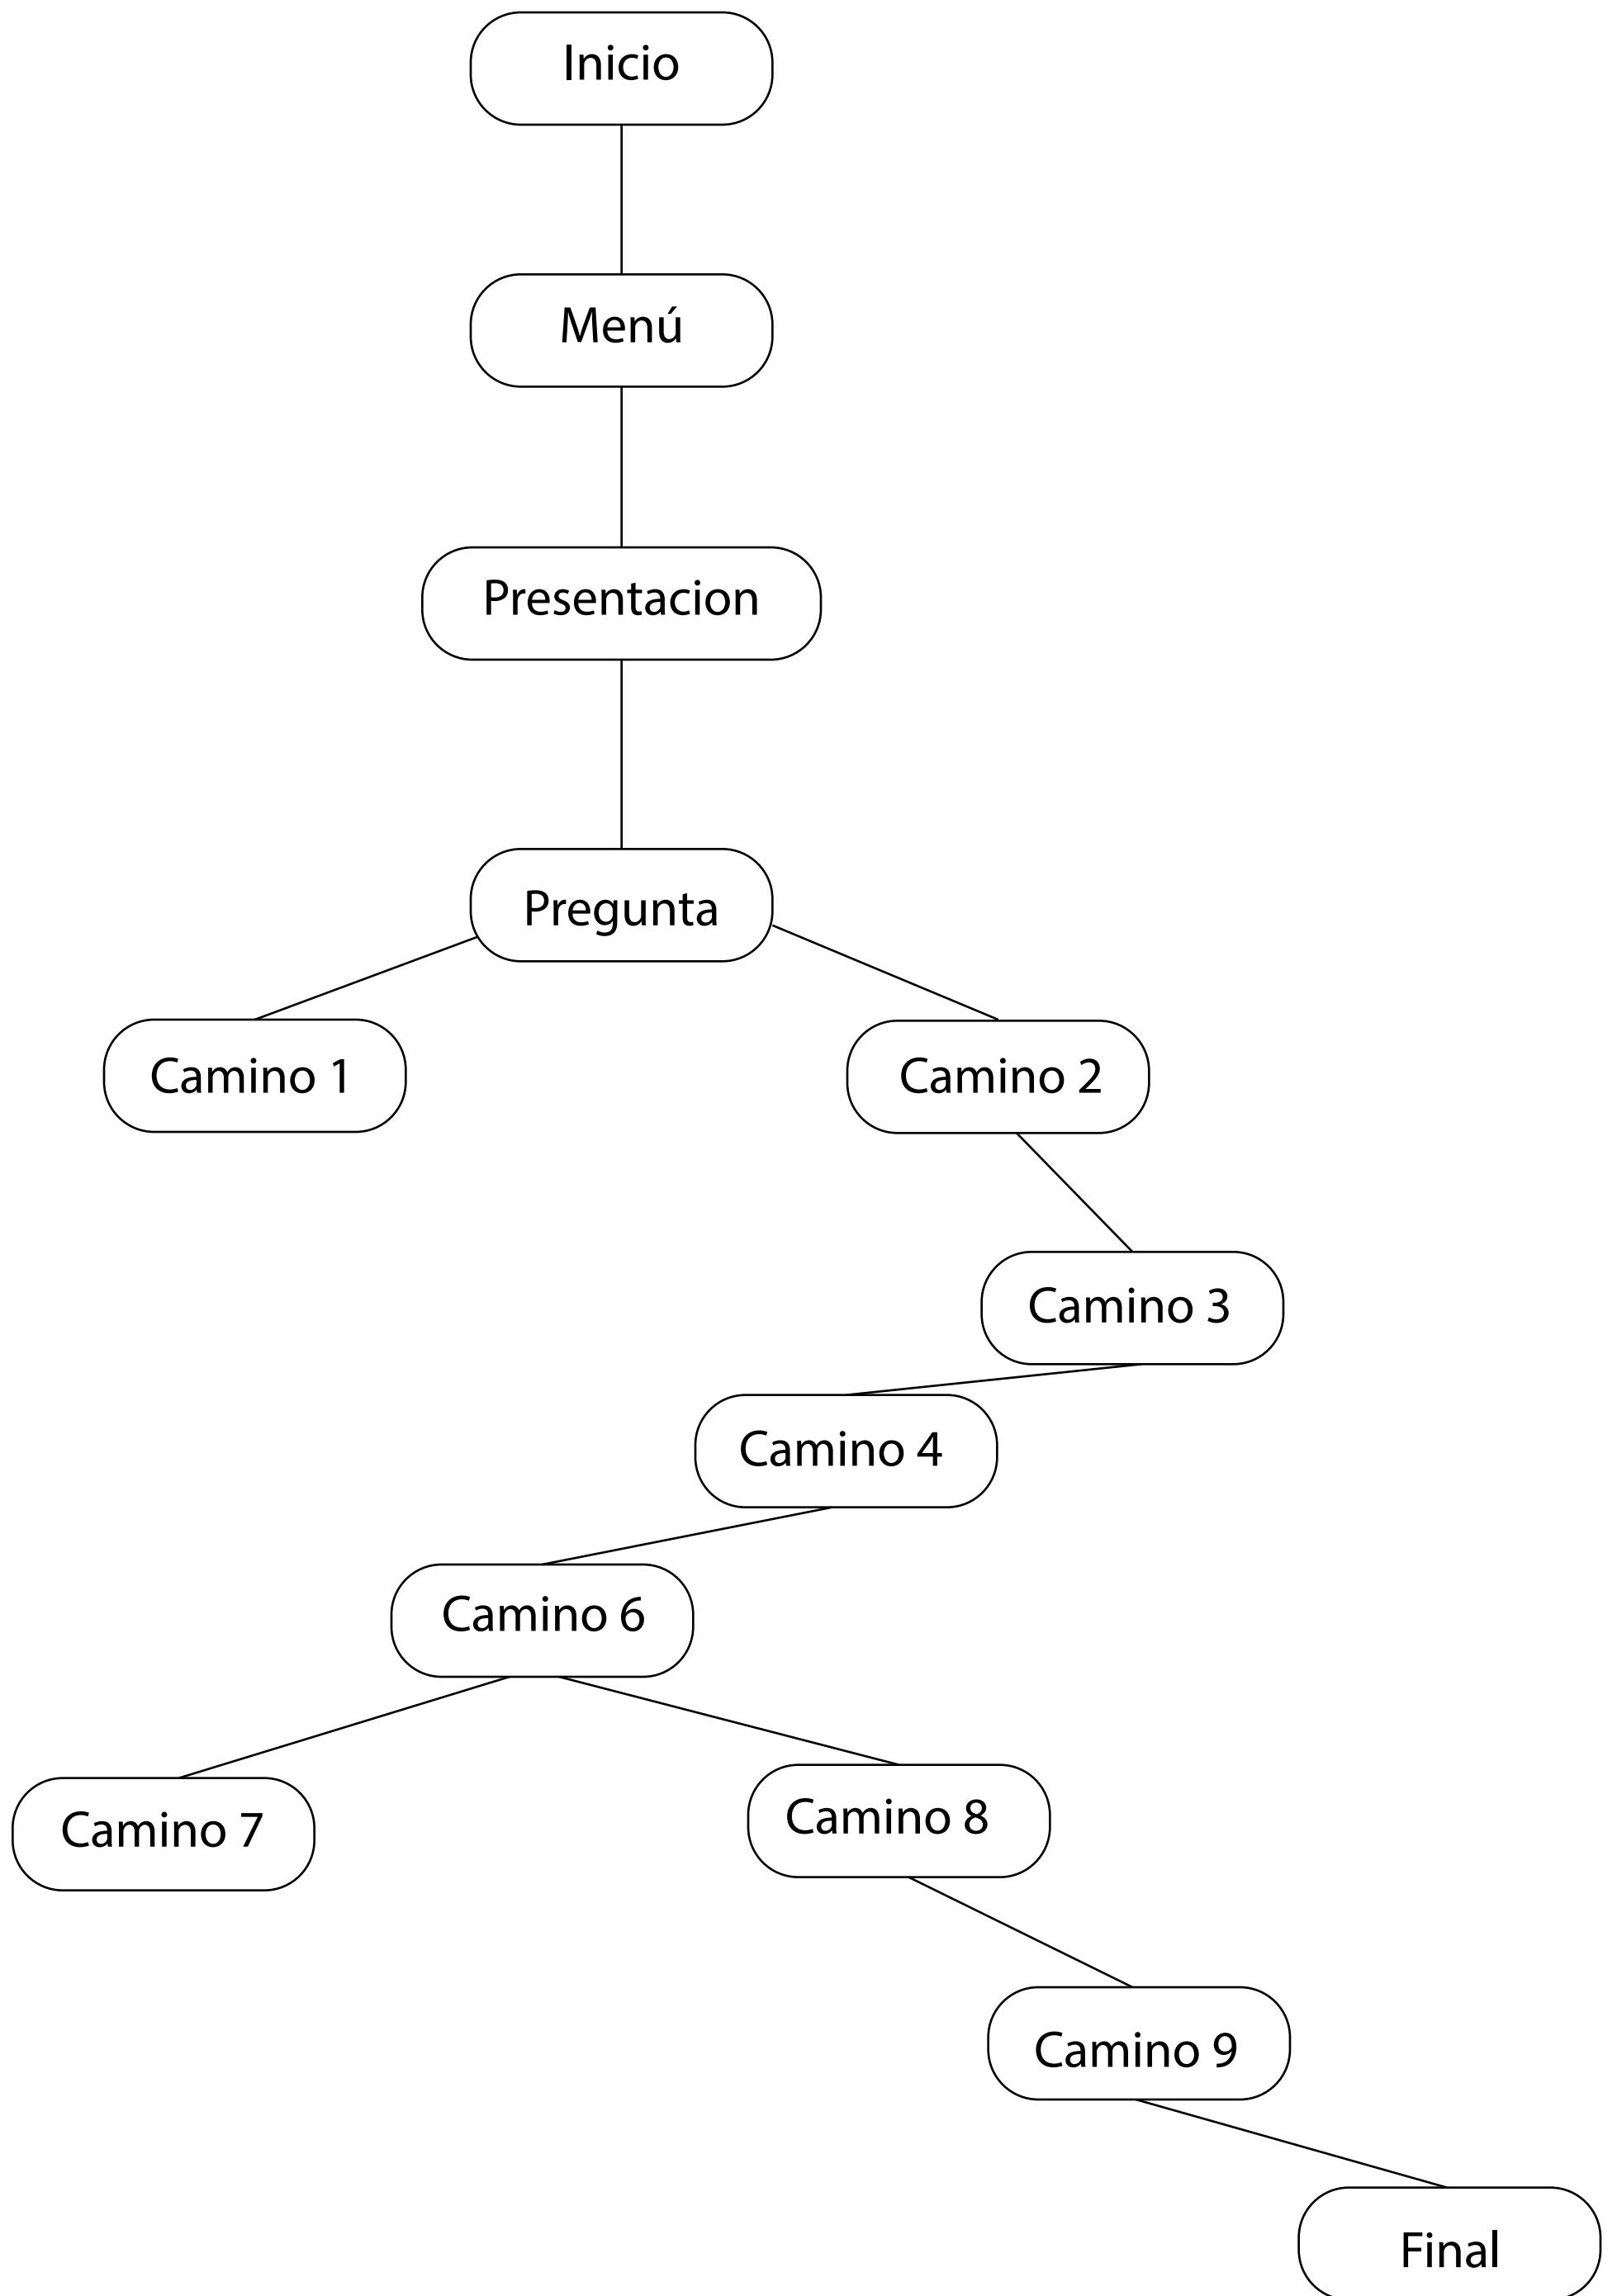 Inicio
Menú
Presentacion
Pregunta
Camino 1
Camino 2
Camino 3
Camino 4
Camino 6
Camino 7
Camino 8
Camino 9
Final